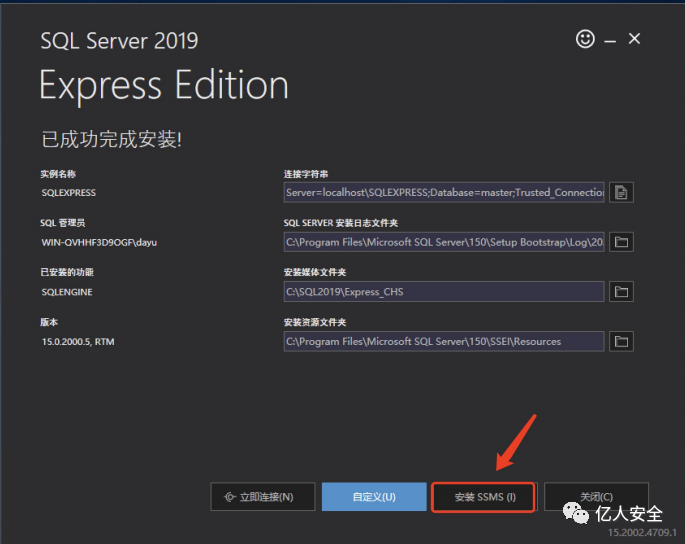 SQL Server 2019
Express Edition
已成功完成安装!
实例名称
SQLEXPRESS
连接字符串
Server=localhost\SQLEXPRESS;Database=master;Trusted_Connection
SQL 管理员
WIN-QVHHF3D9OGF\dayu
SQL SERVER 安装日志文件夹
C:\Program Files\Microsoft SQL Server\150\Setup Bootstrap\Log\20
已安装的功能
SQLENGINE
安装媒体文件夹
C:\SQL2019\Express_CHS
版本
15.0.2000.5, RTM
安装资源文件夹
C:\Program Files\Microsoft SQL Server\150\SSEI\Resources
立即连接(N)
自定义(U)
安装 SSMS (I)
关闭(C)
亿人安全
15.2002.4709.1